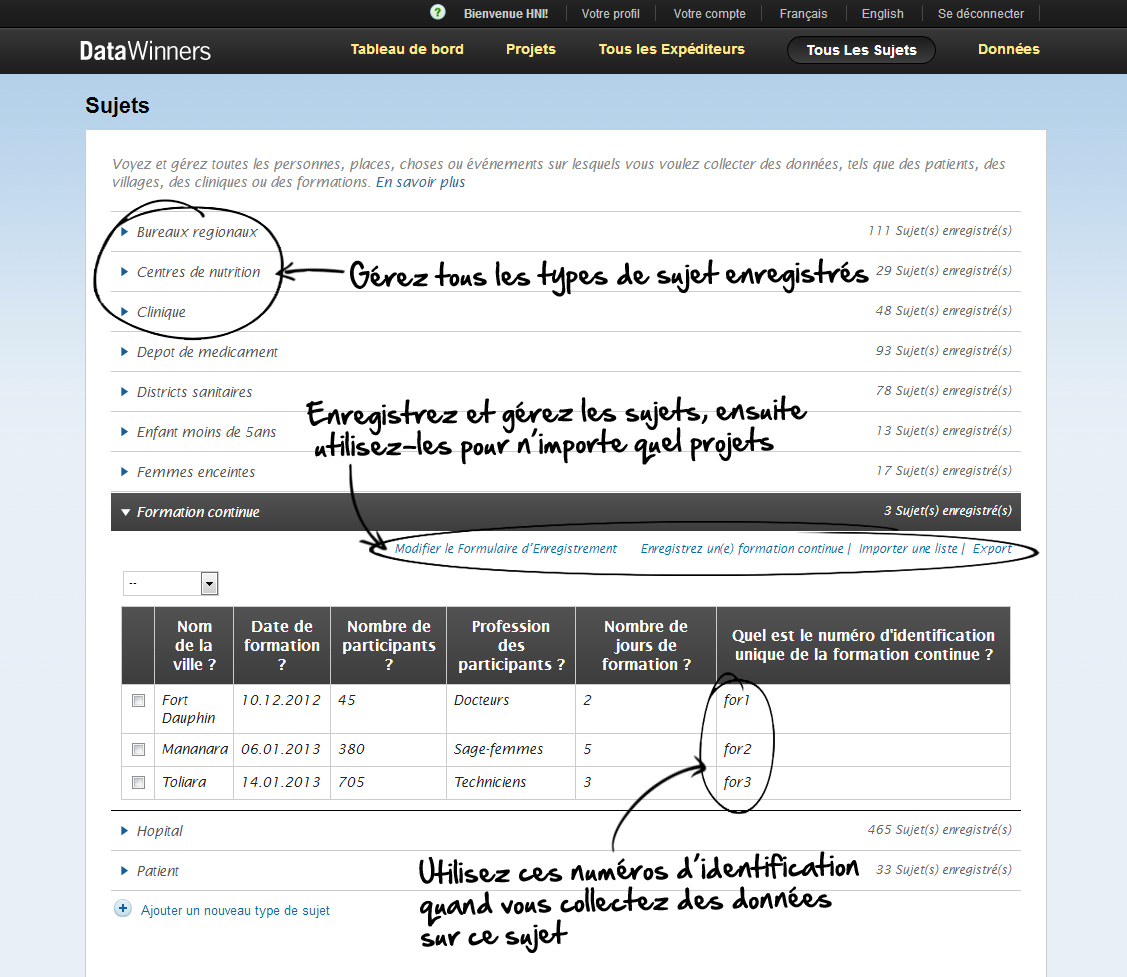 ? Bienvenue HNI! Votre profil Votre compte Français English Se déconnecter
DataWinners Tableau de bord Projets Tous les Expéditeurs Tous Les Sujets Données
Sujets
Voyez et gérez toutes les personnes, places, choses ou événements sur lesquels vous voulez collecter des données, tels que des patients, des
villages, des cliniques ou des formations. En savoir plus
Bureaux regionaux 111 Sujet(s) enregistré(s)
Centres de nutrition 29 Sujet(s) enregistré(s)
Gérez tous les types de sujet enregistrés
Clinique 48 Sujet(s) enregistré(s)
Depot de medicament 93 Sujet(s) enregistré(s)
Districts sanitaires 78 Sujet(s) enregistré(s)
Enregistrez et gérez les sujets, ensuite
utilisez-les pour n'importe quel projets
Enfant moins de 5ans 13 Sujet(s) enregistré(s)
Femmes enceintes 17 Sujet(s) enregistré(s)
Formation continue 3 Sujet(s) enregistré(s)
Modifier le Formulaire d'Enregistrement Enregistrez un(e) formation continue | Importer une liste | Export
--
Nom de la ville ?
Date de formation ?
Nombre de participants ?
Profession des participants ?
Nombre de jours de formation ?
Quel est le numéro d'identification unique de la formation continue ?
Fort Dauphin 10.12.2012 45 Docteurs 2 for1
Mananara 06.01.2013 380 Sage-femmes 5 for2
Toliara 14.01.2013 705 Techniciens 3 for3
Hopital 465 Sujet(s) enregistré(s)
Patient 33 Sujet(s) enregistré(s)
Utilisez ces numéros d'identification
quand vous collectez des données
sur ce sujet
Ajouter un nouveau type de sujet